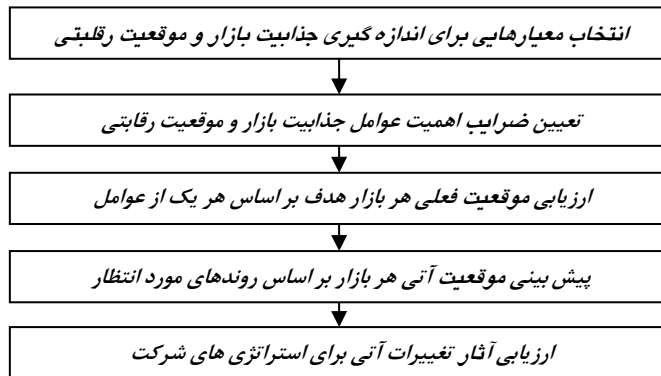 انتخاب معیارهایی برای اندازه گیری جذابیت بازار و موقعیت رقلبتی
تعیین ضرایب اهمیت عوامل جذابیت بازار و موقعیت رقابتی
ارزیابی موقعیت فعلی هر بازار هدف بر اساس هر یک از عوامل
پیش بینی موقعیت آتی هر بازار بر اساس روندهای مورد انتظار
ارزیابی آثار تغییرات آتی برای استراتژی های شرکت